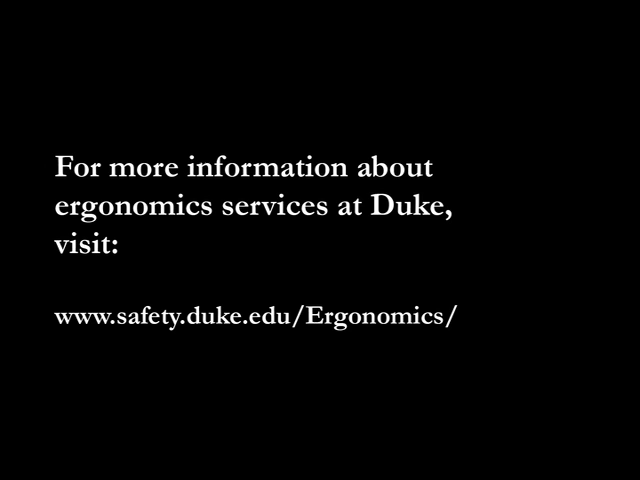 For more information about
ergonomics services at Duke,
visit:
www.safety.duke.edu/Ergonomics/